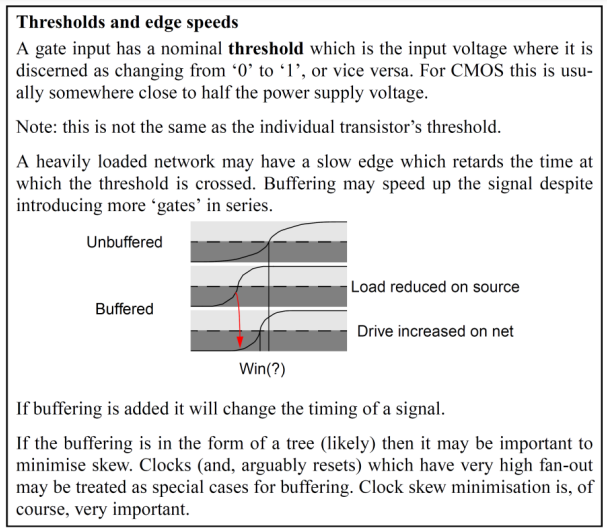 Thresholds and edge speeds
A gate input has a nominal threshold which is the input voltage where it is
discerned as changing from ‘0’ to ‘1’, or vice versa. For CMOS this is usu-
ally somewhere close to half the power supply voltage.
Note: this is not the same as the individual transistor’s threshold.
A heavily loaded network may have a slow edge which retards the time at
which the threshold is crossed. Buffering may speed up the signal despite
introducing more ‘gates’ in series.
Unbuffered
Load reduced on source
Buffered
Drive increased on net
Win(?)
If buffering is added it will change the timing of a signal.
If the buffering is in the form of a tree (likely) then it may be important to
minimise skew. Clocks (and, arguably resets) which have very high fan-out
may be treated as special cases for buffering. Clock skew minimisation is, of
course, very important.